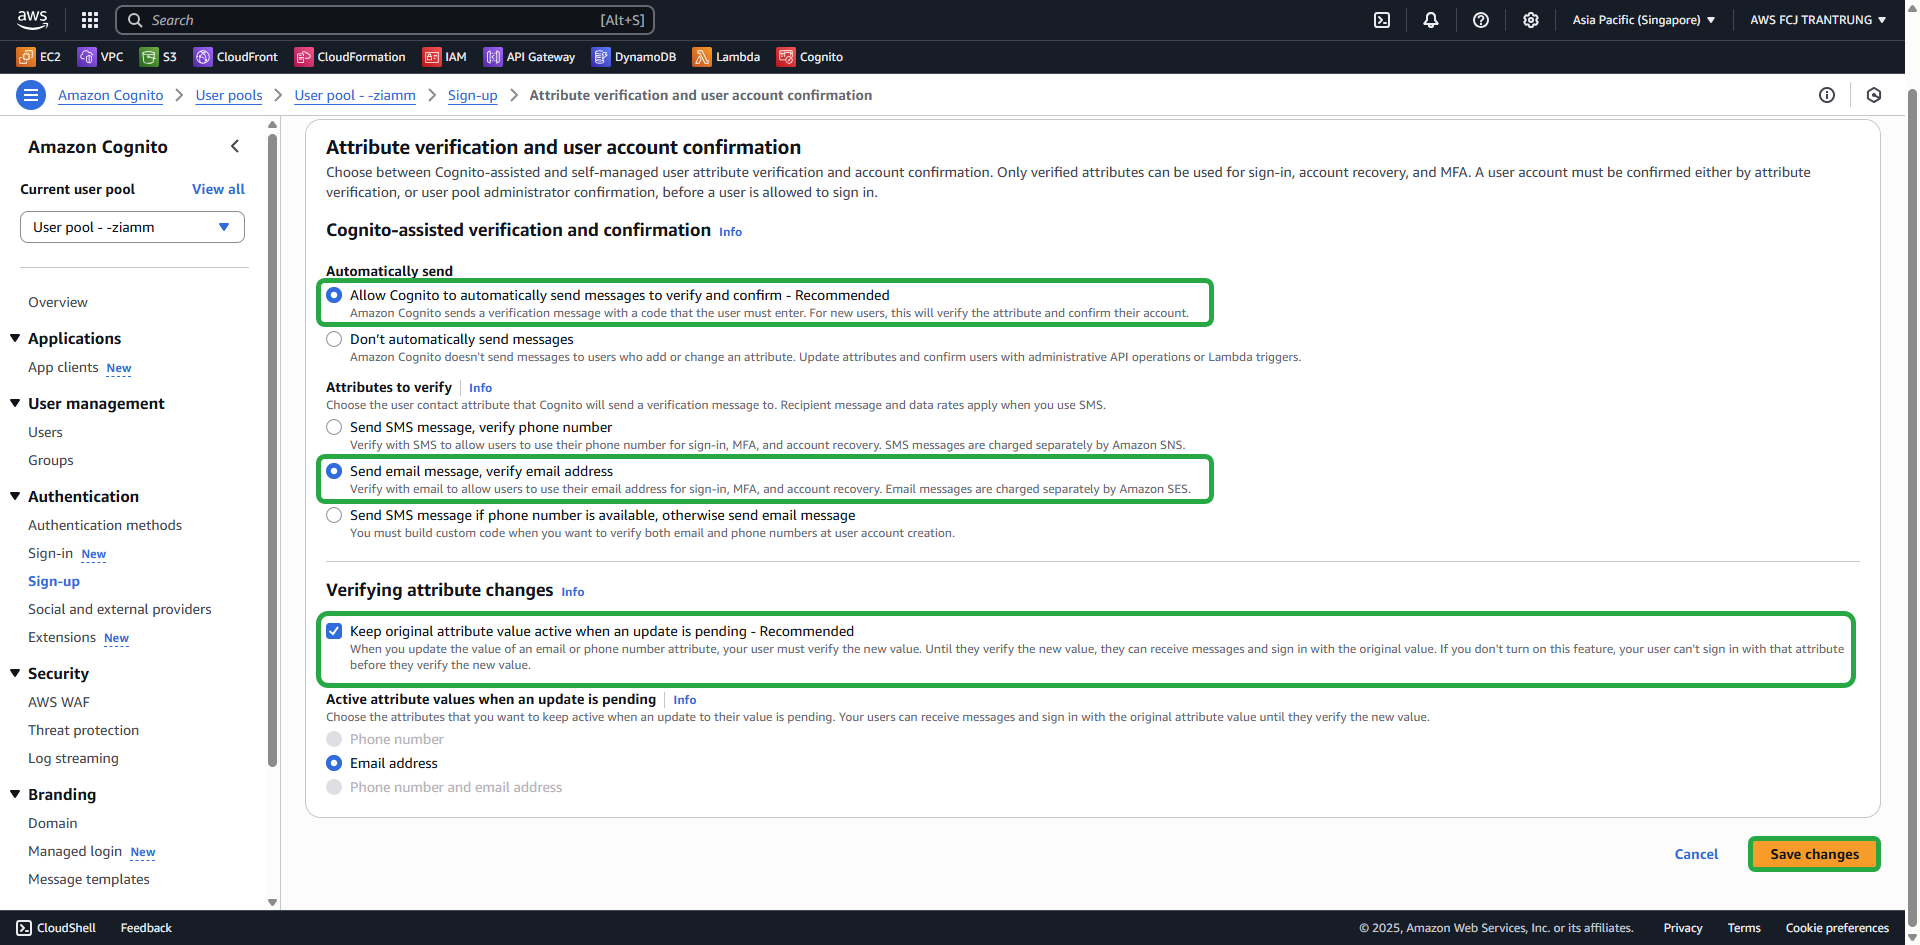 aws
Search [Alt+S]
Asia Pacific (Singapore)
AWS FCJ TRANTRUNG
EC2 VPC S3 CloudFront CloudFormation IAM API Gateway DynamoDB Lambda Cognito
Amazon Cognito User pools User pool - -ziamm Sign-up Attribute verification and user account confirmation
Amazon Cognito
Current user pool View all
User pool - -ziamm
Overview
Applications
App clients New
User management
Users
Groups
Authentication
Authentication methods
Sign-in New
Sign-up
Social and external providers
Extensions New
Security
AWS WAF
Threat protection
Log streaming
Branding
Domain
Managed login New
Message templates
Attribute verification and user account confirmation
Choose between Cognito-assisted and self-managed user attribute verification and account confirmation. Only verified attributes can be used for sign-in, account recovery, and MFA. A user account must be confirmed either by attribute
verification, or user pool administrator confirmation, before a user is allowed to sign in.
Cognito-assisted verification and confirmation Info
Automatically send
Allow Cognito to automatically send messages to verify and confirm - Recommended
Amazon Cognito sends a verification message with a code that the user must enter. For new users, this will verify the attribute and confirm their account.
Don't automatically send messages
Amazon Cognito doesn't send messages to users who add or change an attribute. Update attributes and confirm users with administrative API operations or Lambda triggers.
Attributes to verify Info
Choose the user contact attribute that Cognito will send a verification message to. Recipient message and data rates apply when you use SMS.
Send SMS message, verify phone number
Verify with SMS to allow users to use their phone number for sign-in, MFA, and account recovery. SMS messages are charged separately by Amazon SNS.
Send email message, verify email address
Verify with email to allow users to use their email address for sign-in, MFA, and account recovery. Email messages are charged separately by Amazon SES.
Send SMS message if phone number is available, otherwise send email message
You must build custom code when you want to verify both email and phone numbers at user account creation.
Verifying attribute changes Info
Keep original attribute value active when an update is pending - Recommended
When you update the value of an email or phone number attribute, your user must verify the new value. Until they verify the new value, they can receive messages and sign in with the original value. If you don't turn on this feature, your user can't sign in with that attribute
before they verify the new value.
Active attribute values when an update is pending Info
Choose the attributes that you want to keep active when an update to their value is pending. Your users can receive messages and sign in with the original attribute value until they verify the new value.
Phone number
Email address
Phone number and email address
Cancel Save changes
CloudShell Feedback © 2025, Amazon Web Services, Inc. or its affiliates. Privacy Terms Cookie preferences